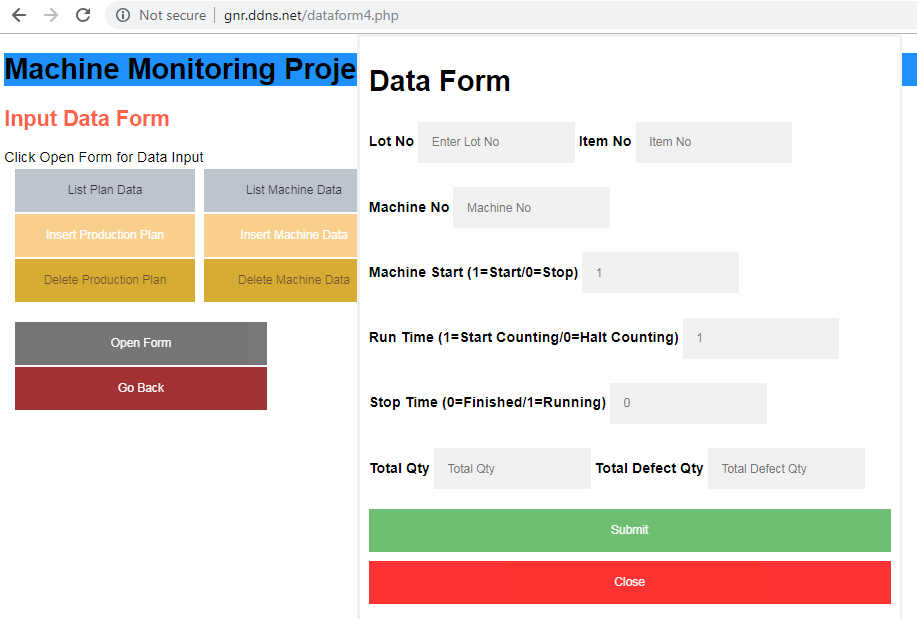 Not secure | gnr.ddns.net/dataform4.php
Machine Monitoring Proje
Input Data Form
Click Open Form for Data Input
List Plan Data List Machine Data
Insert Production Plan Insert Machine Data
Delete Production Plan Delete Machine Data
Open Form
Go Back
Data Form
Lot No Enter Lot No Item No Item No
Machine No Machine No
Machine Start (1=Start/0=Stop) 1
Run Time (1=Start Counting/0=Halt Counting) 1
Stop Time (0=Finished/1=Running) 0
Total Qty Total Qty Total Defect Qty Total Defect Qty
Submit
Close